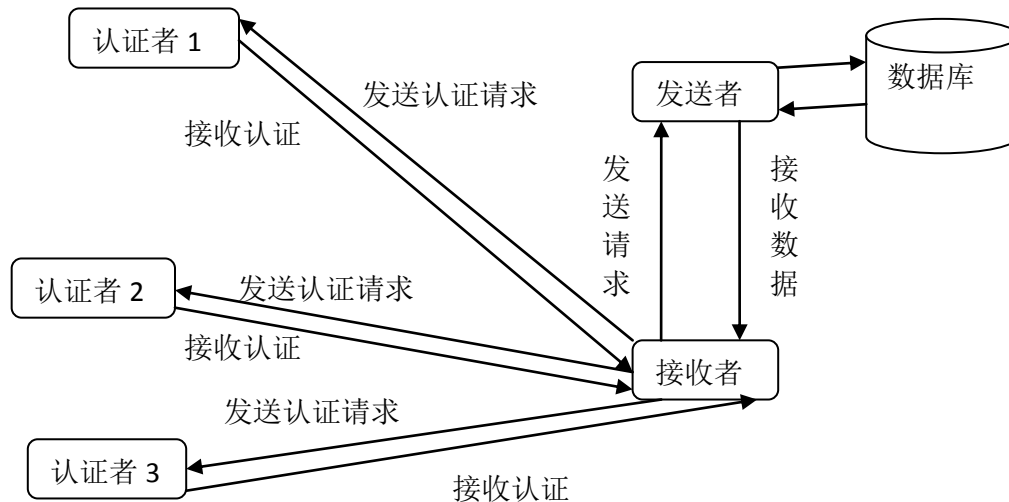 认证者 1
发送认证请求
接收认证
发送者
数据库
发送请求
接收数据
认证者 2
发送认证请求
接收认证
接收者
发送认证请求
认证者 3
接收认证